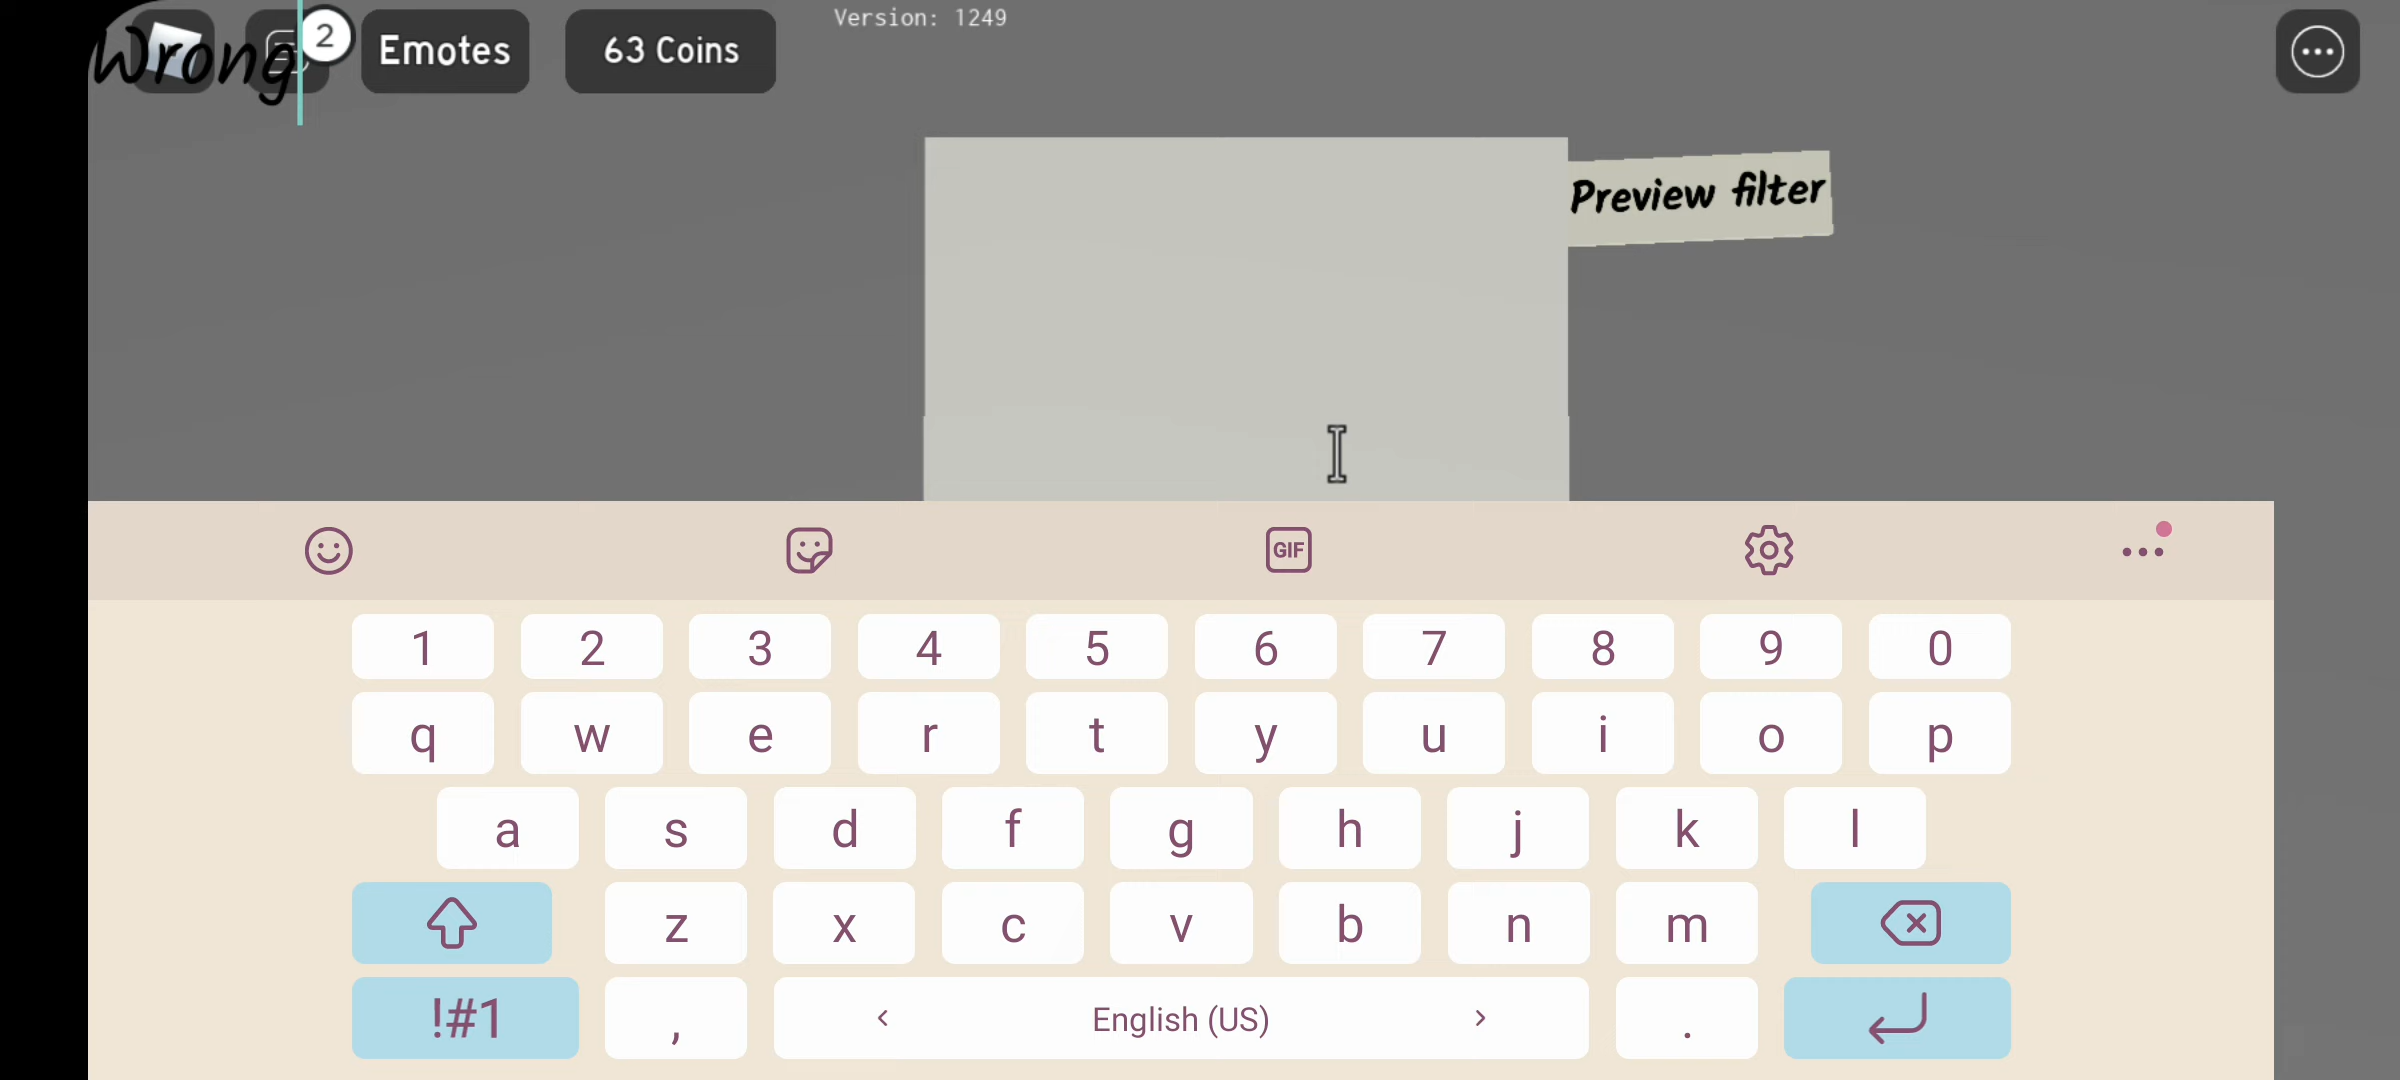 Version: 1249
Wrong
2
Emotes
63 Coins
Preview filter
GIF
1 2 3 4 5 6 7 8 9 0
q w e r t y u i o p
a s d f g h j k l
z x c v b n m
!#1 , < English (US) > .